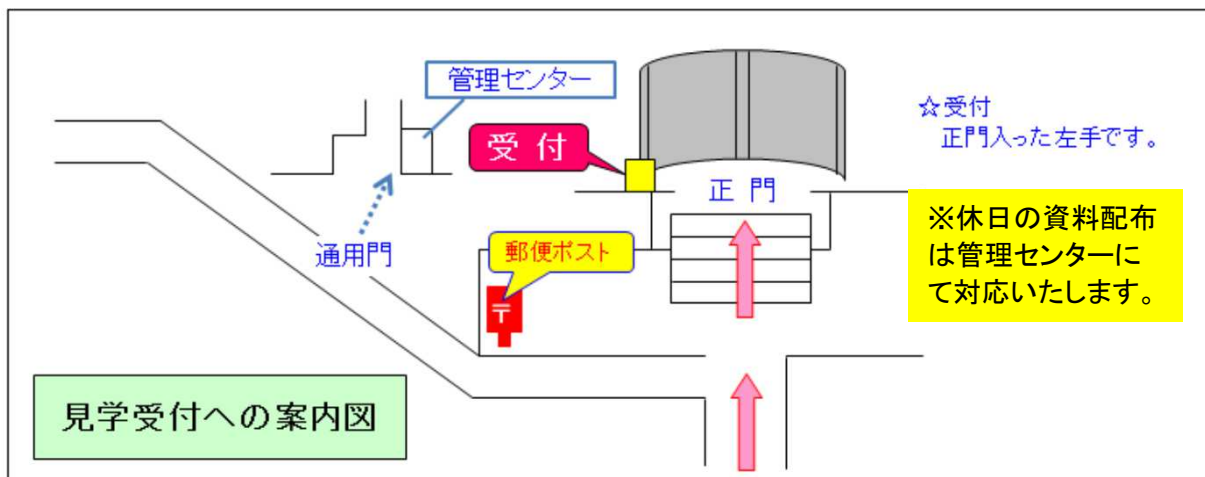 管理センター
受 付
☆受付
正門入った左手です。
正 門
※休日の資料配布
は管理センターに
て対応いたします。
通用門
郵便ポスト
〒
見学受付への案内図